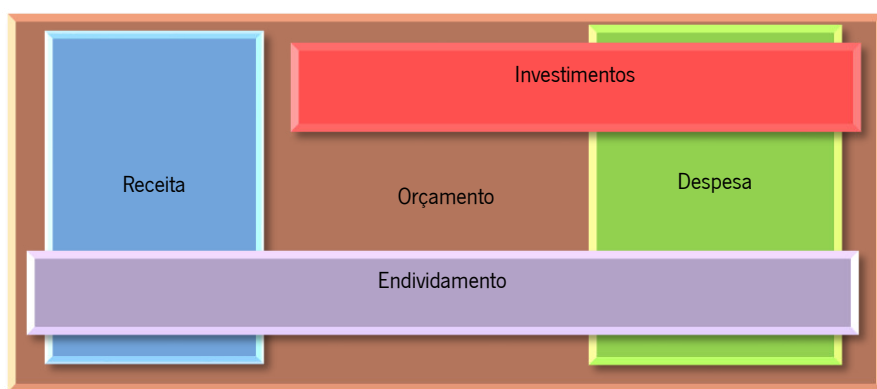 Investimentos
Receita
Orçamento
Despesa
Endividamento